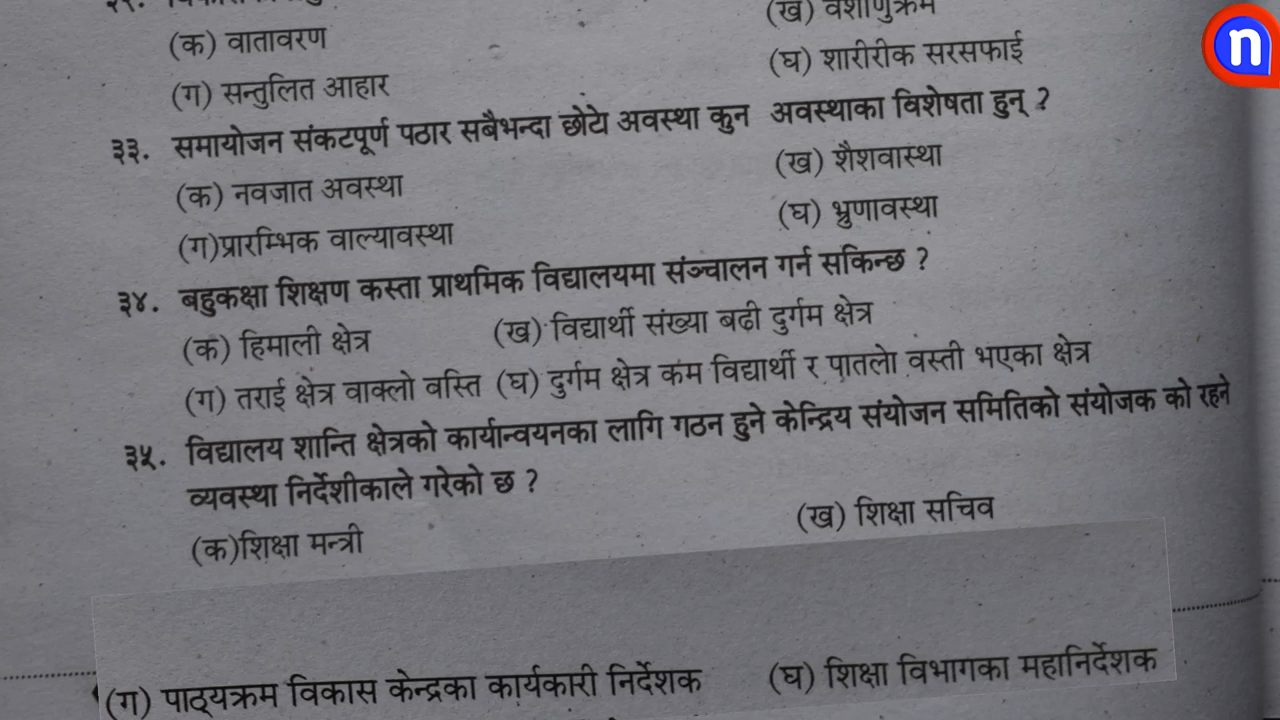 (ख) वंशाणुक्रम
(क) वातावरण
(घ) शारीरीक सरसफाई
(ग) सन्तुलित आहार
३३. समायोजन संकटपूर्ण पठार सबैभन्दा छोटो अवस्था कुन अवस्थाका विशेषता हुन् ?
(क) नवजात अवस्था
(ख) शैशवास्था
(ग)प्रारम्भिक वाल्यावस्था
(घ) भ्रुणावस्था
३४. बहुकक्षा शिक्षण कस्ता प्राथमिक विद्यालयमा संञ्चालन गर्न सकिन्छ ?
(क) हिमाली क्षेत्र (ख) विद्यार्थी संख्या बढी दुर्गम क्षेत्र
(ग) तराई क्षेत्र वाक्लो वस्ति (घ) दुर्गम क्षेत्र कम विद्यार्थी र पातलो वस्ती भएका क्षेत्र
३५. विद्यालय शान्ति क्षेत्रको कार्यान्वयनका लागि गठन हुने केन्द्रिय संयोजन समितिको संयोजक को रहने
व्यवस्था निर्देशीकाले गरेको छ ?
(क)शिक्षा मन्त्री
(ख) शिक्षा सचिव
(ग) पाठ्यक्रम विकास केन्द्रका कार्यकारी निर्देशक (घ) शिक्षा विभागका महानिर्देशक
n